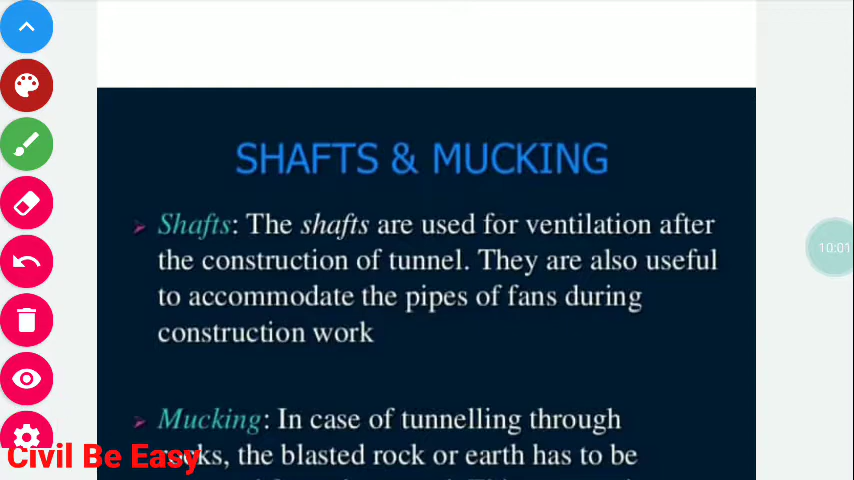 SHAFTS & MUCKING
Shafts: The shafts are used for ventilation after
the construction of tunnel. They are also useful
to accommodate the pipes of fans during
construction work
Mucking: In case of tunnelling through
the blasted rock or earth has to be
Civil Be Easy
10:01